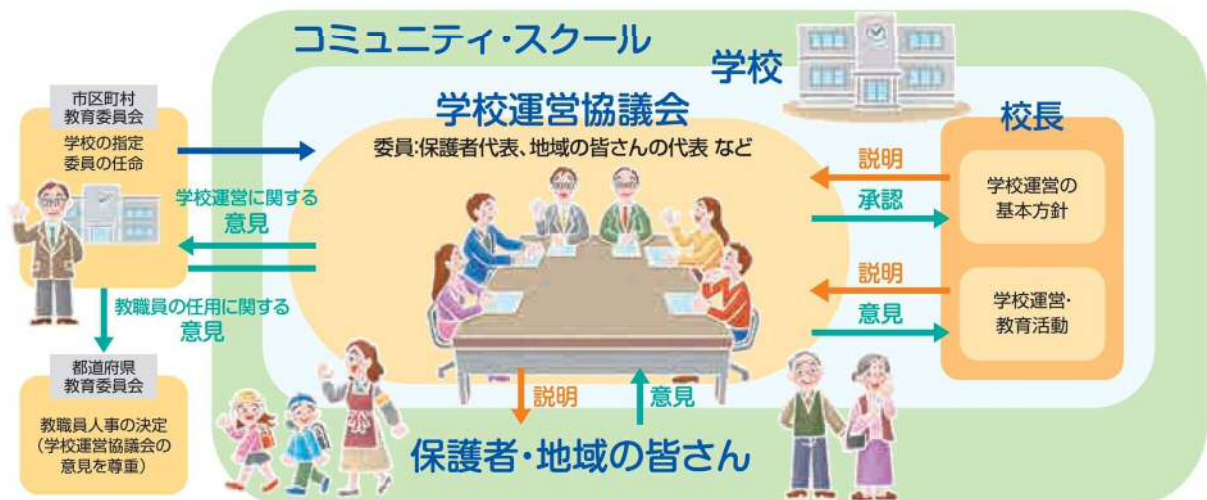 コミュニティ・スクール
学校
市区町村
教育委員会
学校の指定
委員の任命
学校運営協議会
委員:保護者代表、地域の皆さんの代表 など
校長
説明
承認
学校運営の
基本方針
学校運営に関する
意見
説明
意見
学校運営・
教育活動
教職員の任用に関する
意見
都道府県
教育委員会
教職員人事の決定
(学校運営協議会の
意見を尊重)
説明
意見
保護者・地域の皆さん